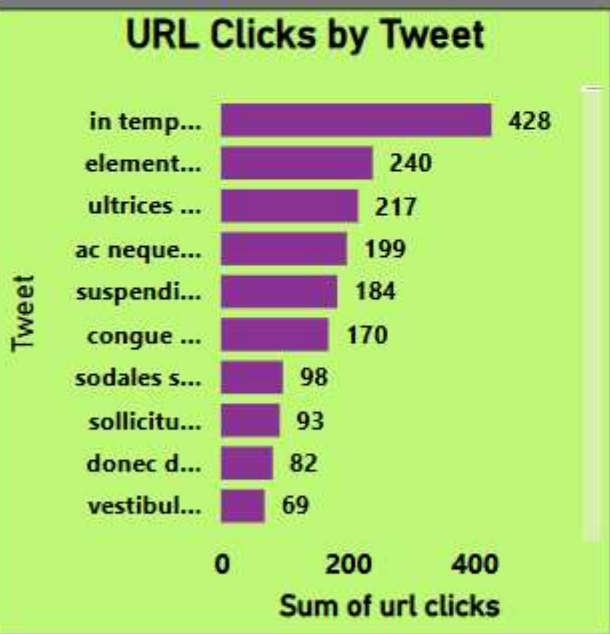 URL Clicks by Tweet
in temp... 428
element... 240
ultrices ... 217
ac neque... 199
suspendi... 184
congue ... 170
sodales s... 98
sollicitu... 93
donec d... 82
vestibul... 69
Tweet
0 200 400
Sum of url clicks